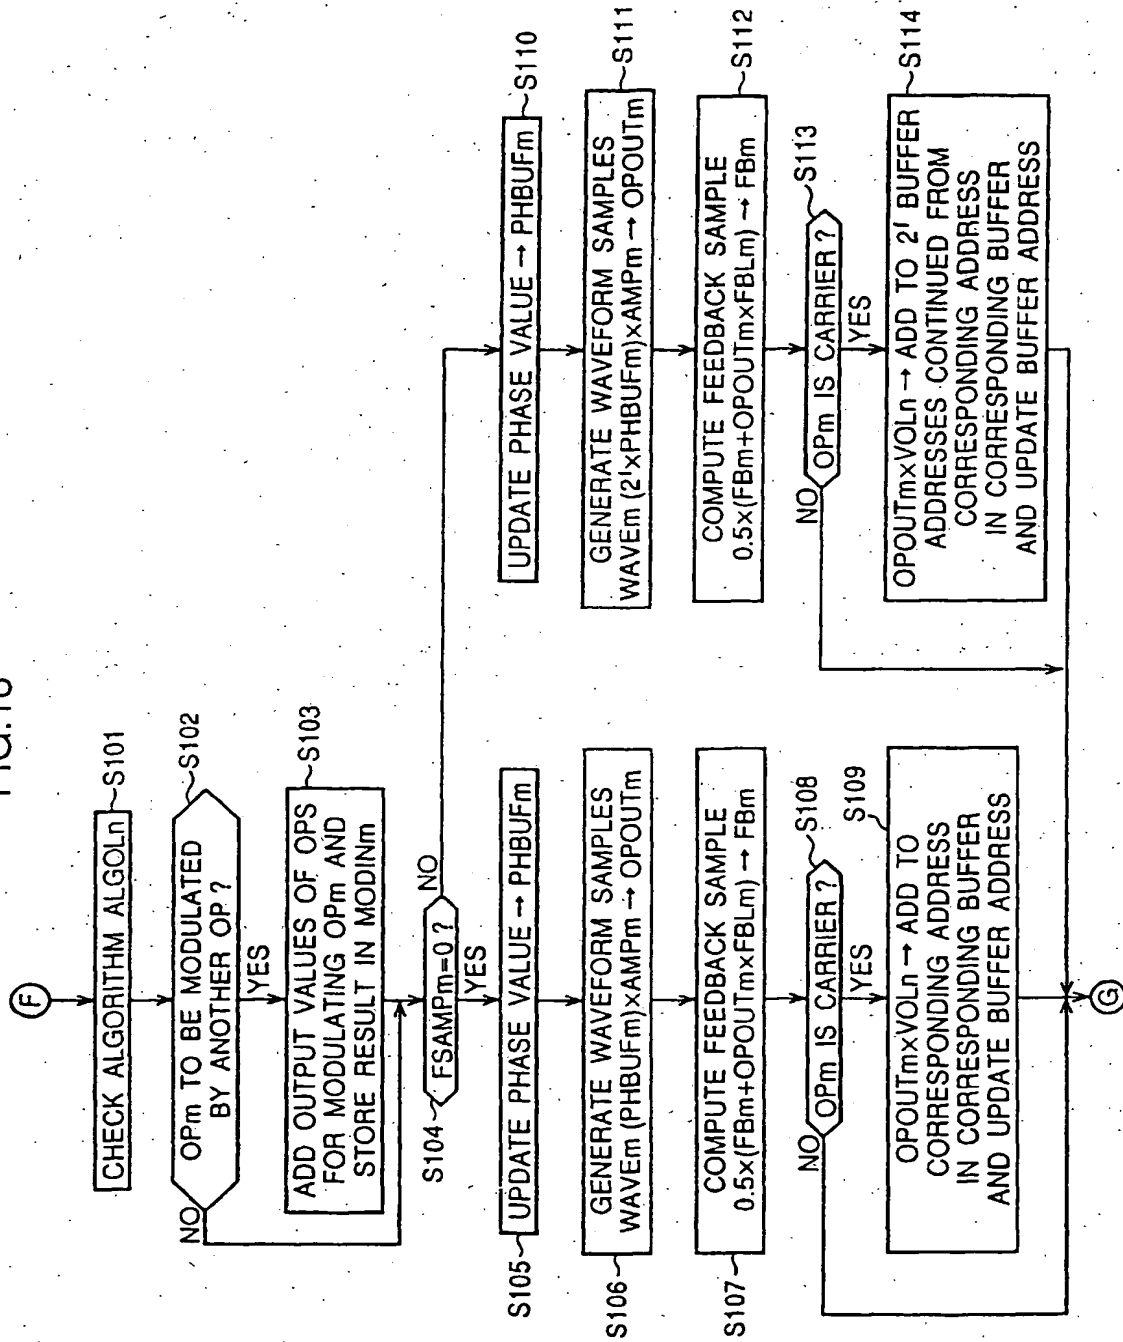 F
CHECK ALGORITHM ALGOLn
S101
OPm TO BE MODULATED
BY ANOTHER OP ?
S102
NO
YES
ADD OUTPUT VALUES OF OPS
FOR MODULATING OPm AND
STORE RESULT IN MODINm
S103
S104
FSAMPm=0 ?
NO
YES
S105
UPDATE PHASE VALUE → PHBUFm
S106
GENERATE WAVEFORM SAMPLES
WAVEm (PHBUFm)×AMPm → OPOUTm
S107
COMPUTE FEEDBACK SAMPLE
0.5×(FBm+OPOUTm×FBLm) → FBm
S108
OPm IS CARRIER ?
NO
YES
S109
OPOUTm×VOLn → ADD TO
CORRESPONDING ADDRESS
IN CORRESPONDING BUFFER
AND UPDATE BUFFER ADDRESS
UPDATE PHASE VALUE → PHBUFm
S110
GENERATE WAVEFORM SAMPLES
WAVEm (2'×PHBUFm)×AMPm → OPOUTm
S111
COMPUTE FEEDBACK SAMPLE
0.5×(FBm+OPOUTm×FBLm) → FBm
S112
OPm IS CARRIER ?
S113
NO
YES
OPOUTm×VOLn → ADD TO 2' BUFFER
ADDRESSES CONTINUED FROM
CORRESPONDING ADDRESS
IN CORRESPONDING BUFFER
AND UPDATE BUFFER ADDRESS
S114
G